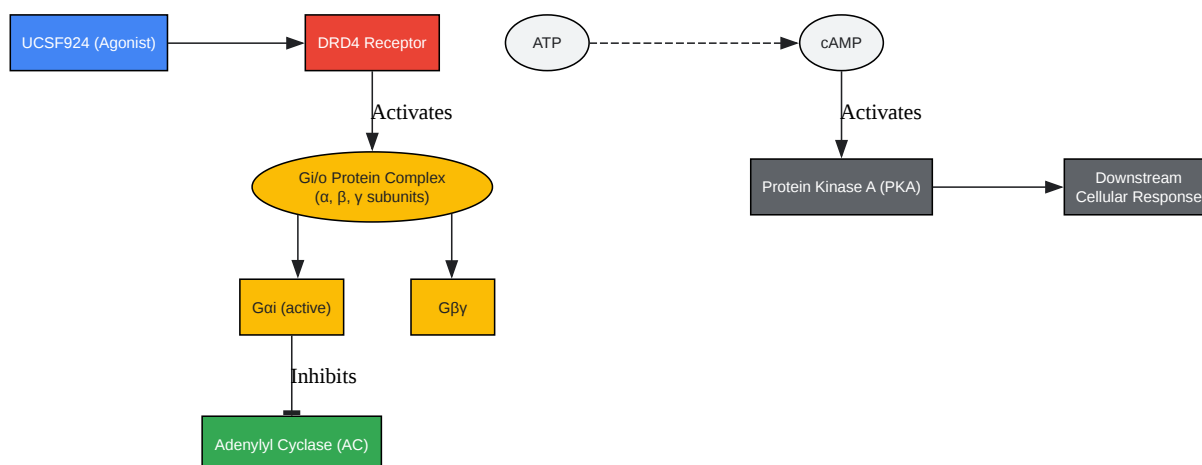 UCSF924 (Agonist)
DRD4 Receptor
ATP
cAMP
Activates
Activates
Gi/o Protein Complex
(α, β, γ subunits)
Protein Kinase A (PKA)
Downstream
Cellular Response
Gαi (active)
Gβγ
Inhibits
Adenylyl Cyclase (AC)